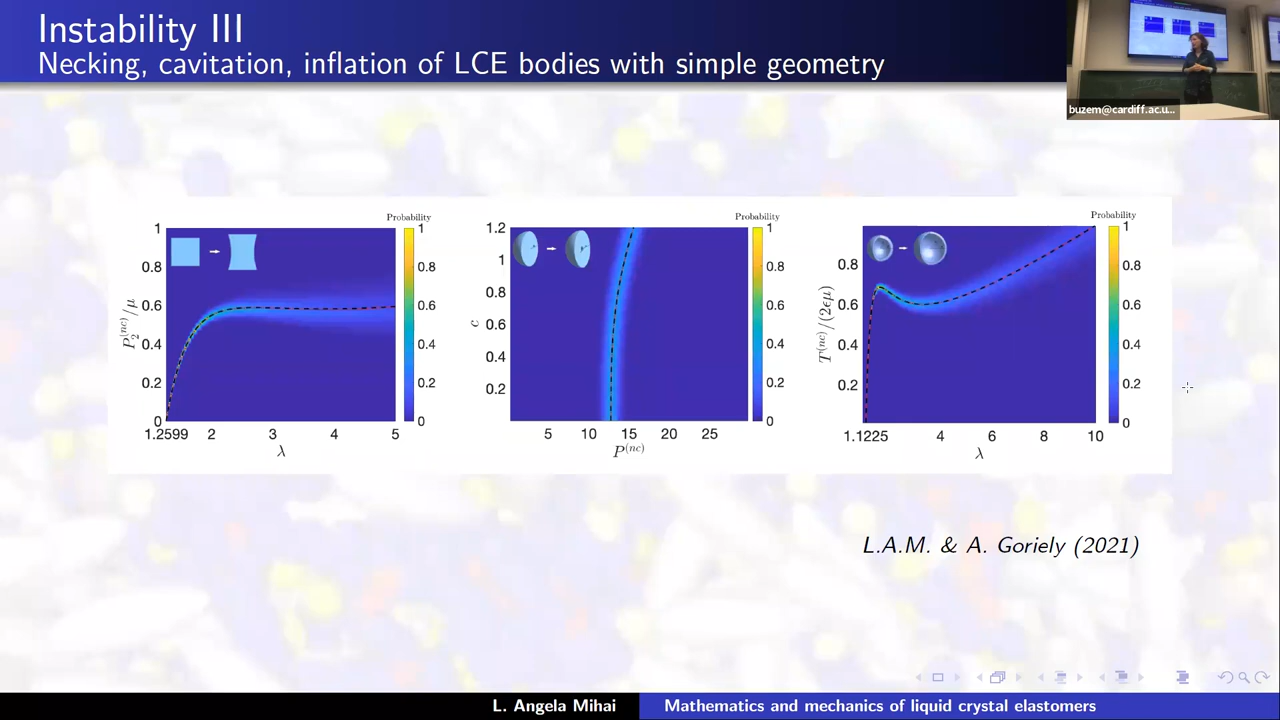 Instability III
Necking, cavitation, inflation of LCE bodies with simple geometry
buzem@cardiff.ac.u...
Probability
1
0.8
0.6
0.4
0.2
0
P₂^(nc)/μ
1.2599 2 3 4 5
λ
1
0.8
0.6
0.4
0.2
0
Probability
1.2
1
0.8
0.6
0.4
0.2
c
5 10 15 20 25
P^(nc)
1
0.8
0.6
0.4
0.2
0
Probability
0.8
0.6
0.4
0.2
T^(nc)/(2ϵμ)
1.1225 4 6 8 10
λ
1
0.8
0.6
0.4
0.2
0
L.A.M. & A. Goriely (2021)
L. Angela Mihai
Mathematics and mechanics of liquid crystal elastomers